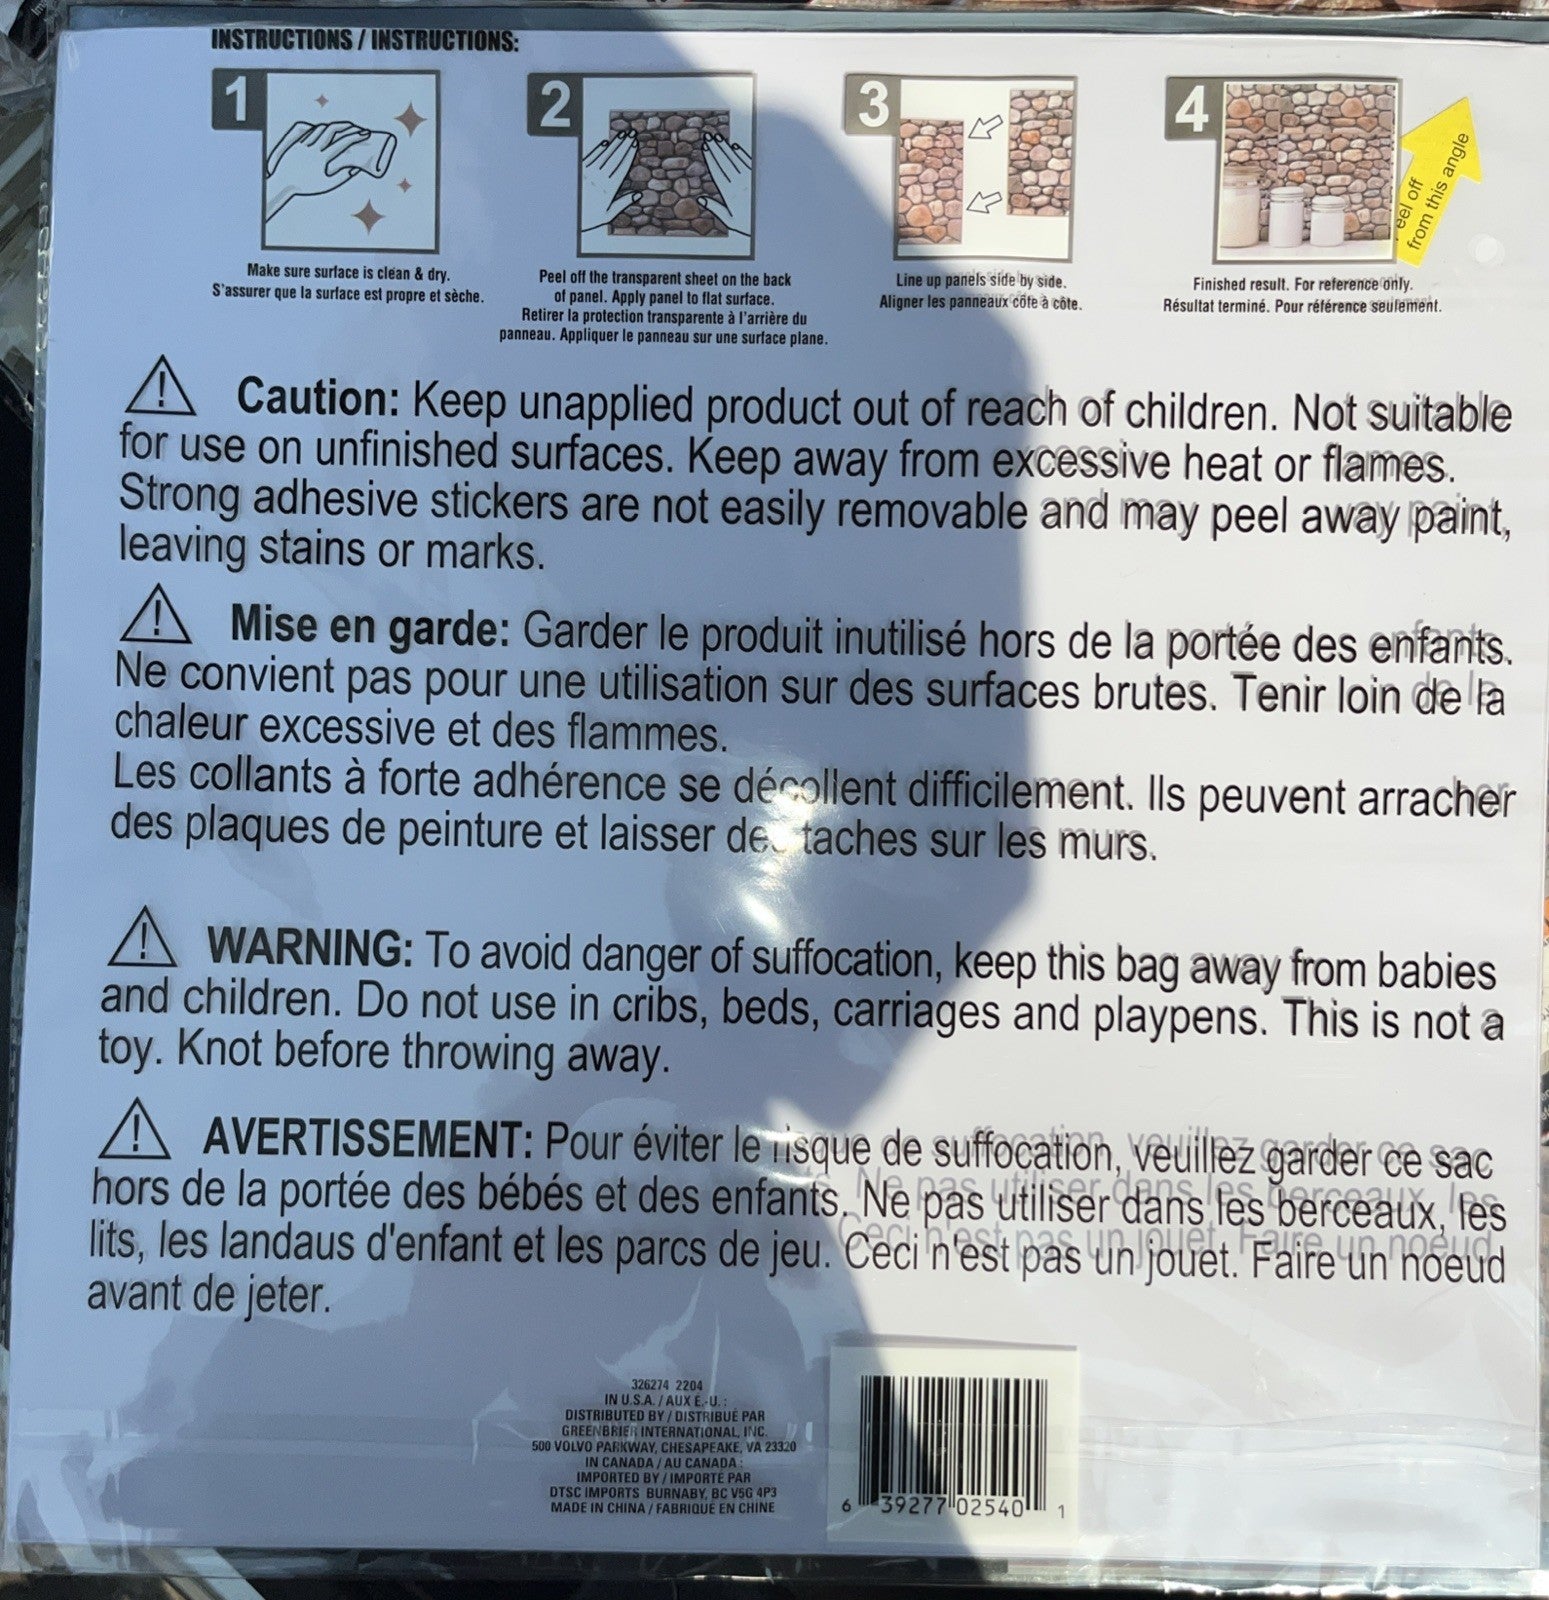 INSTRUCTIONS / INSTRUCTIONS:
1
2
3
4
eel off
from this angle
Make sure surface is clean & dry.
S'assurer que la surface est propre et sèche.
Peel off the transparent sheet on the back
of panel. Apply panel to flat surface.
Retirer la protection transparente à l'arrière du
panneau. Appliquer le panneau sur une surface plane.
Line up panels side by side.
Aligner les panneaux côte à côte.
Finished result. For reference only.
Résultat terminé. Pour référence seulement.
Caution: Keep unapplied product out of reach of children. Not suitable
for use on unfinished surfaces. Keep away from excessive heat or flames.
Strong adhesive stickers are not easily removable and may peel away paint,
leaving stains or marks.
Mise en garde: Garder le produit inutilisé hors de la portée des enfants.
Ne convient pas pour une utilisation sur des surfaces brutes. Tenir loin de la
chaleur excessive et des flammes.
Les collants à forte adhérence se décollent difficilement. Ils peuvent arracher
des plaques de peinture et laisser des taches sur les murs.
WARNING: To avoid danger of suffocation, keep this bag away from babies
and children. Do not use in cribs, beds, carriages and playpens. This is not a
toy. Knot before throwing away.
AVERTISSEMENT: Pour éviter le risque de suffocation, veuillez garder ce sac
hors de la portée des bébés et des enfants. Ne pas utiliser dans les berceaux, les
lits, les landaus d'enfant et les parcs de jeu. Ceci n'est pas un jouet. Faire un noeud
avant de jeter.
326274 2204
IN U.S.A. / AUX É.-U. :
DISTRIBUTED BY / DISTRIBUÉ PAR
GREENBRIER INTERNATIONAL, INC.
500 VOLVO PARKWAY, CHESAPEAKE, VA 23320
IN CANADA / AU CANADA :
IMPORTED BY / IMPORTÉ PAR
DTSC IMPORTS BURNABY, BC V5G 4P3
MADE IN CHINA / FABRIQUÉ EN CHINE
6 39277 02540 1